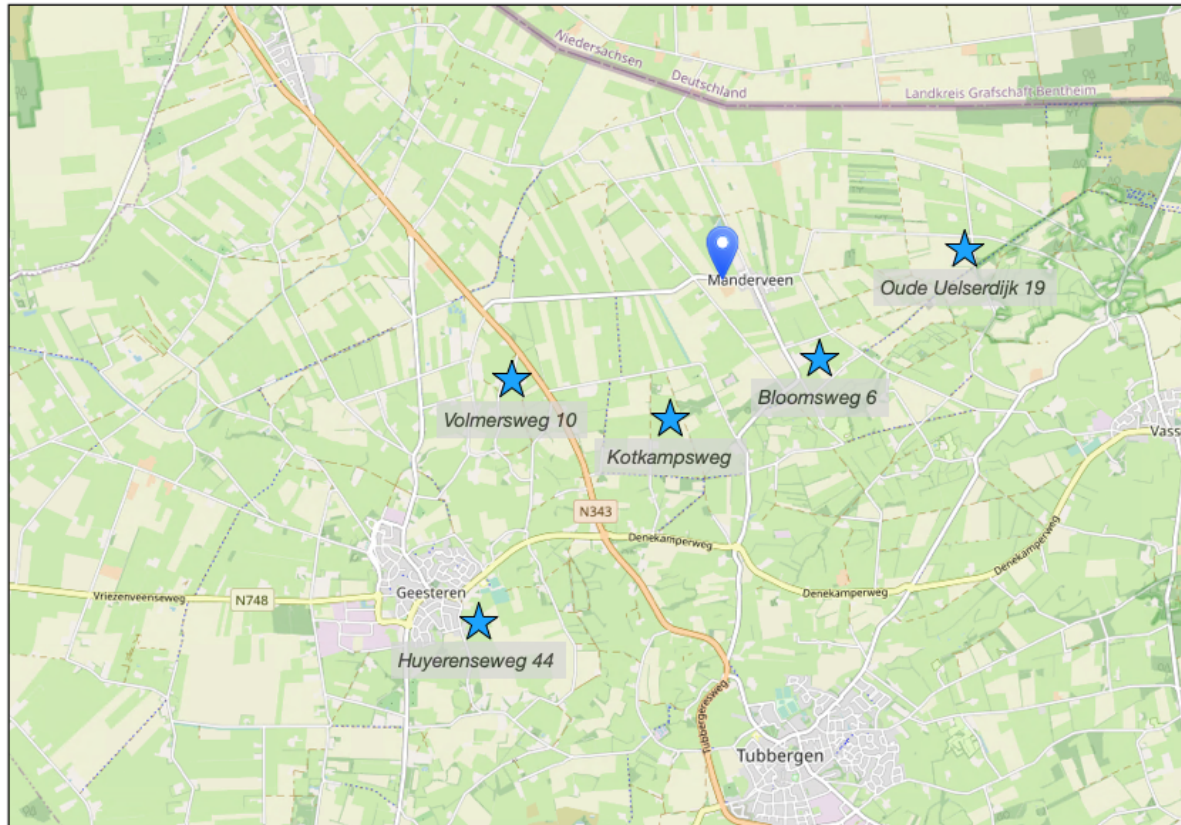 Niedersachsen
Deutschland
Landkreis Grafschaft Bentheim
Manderveen
Oude Uelserdijk 19
Bloomsweg 6
Volmersweg 10
Kotkampsweg
Vass
N343
Denekamperweg
Denekamperweg
Denekamperweg
Vriezenveenseweg
N748
Geesteren
Huyerenseweg 44
Tubbergeresweg
Tubbergen